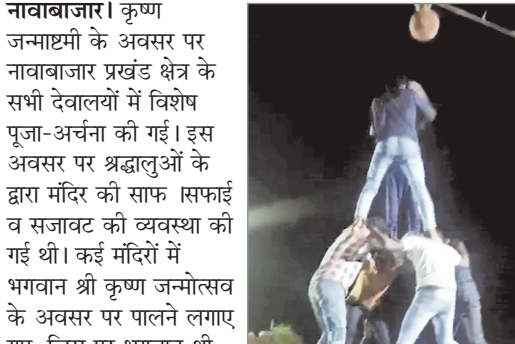 नावाबाजार। कृष्ण
जन्माष्टमी के अवसर पर
नावाबाजार प्रखंड क्षेत्र के
सभी देवालयों में विशेष
पूजा-अर्चना की गई। इस
अवसर पर श्रद्धालुओं के
द्वारा मंदिर की साफ ।सफाई
व सजावट की व्यवस्था की
गई थी। कई मंदिरों में
भगवान श्री कृष्ण जन्मोत्सव
के अवसर पर पालने लगाए